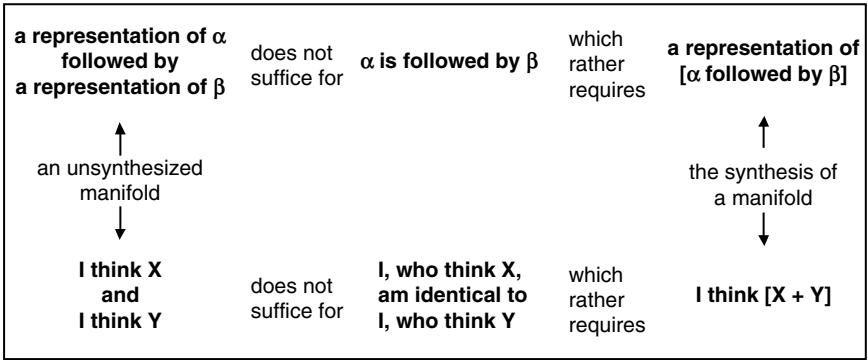 a representation of α
followed by
a representation of β
does not
suffice for
α is followed by β
which
rather
requires
a representation of
[α followed by β]
an unsynthesized
manifold
the synthesis of
a manifold
I think X
and
I think Y
does not
suffice for
I, who think X,
am identical to
I, who think Y
which
rather
requires
I think [X + Y]